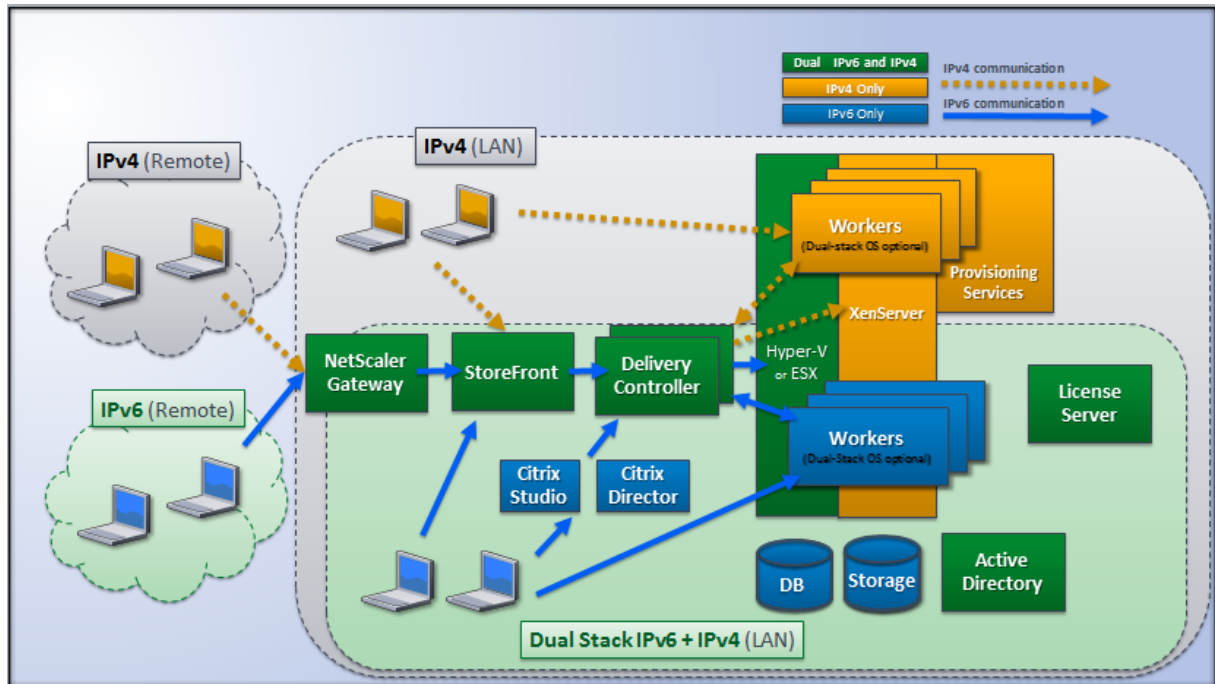 Dual IPv6 and IPv4
IPv4 Only
IPv6 Only
IPv4 communication
IPv6 communication
IPv4 (Remote)
IPv4 (LAN)
Workers
(Dual-stack OS optional)
Provisioning
Services
XenServer
NetScaler
Gateway
StoreFront
Delivery
Controller
Hyper-V
or ESX
License
Server
IPv6 (Remote)
Workers
(Dual-Stack OS optional)
Citrix
Studio
Citrix
Director
DB
Storage
Active
Directory
Dual Stack IPv6 + IPv4 (LAN)